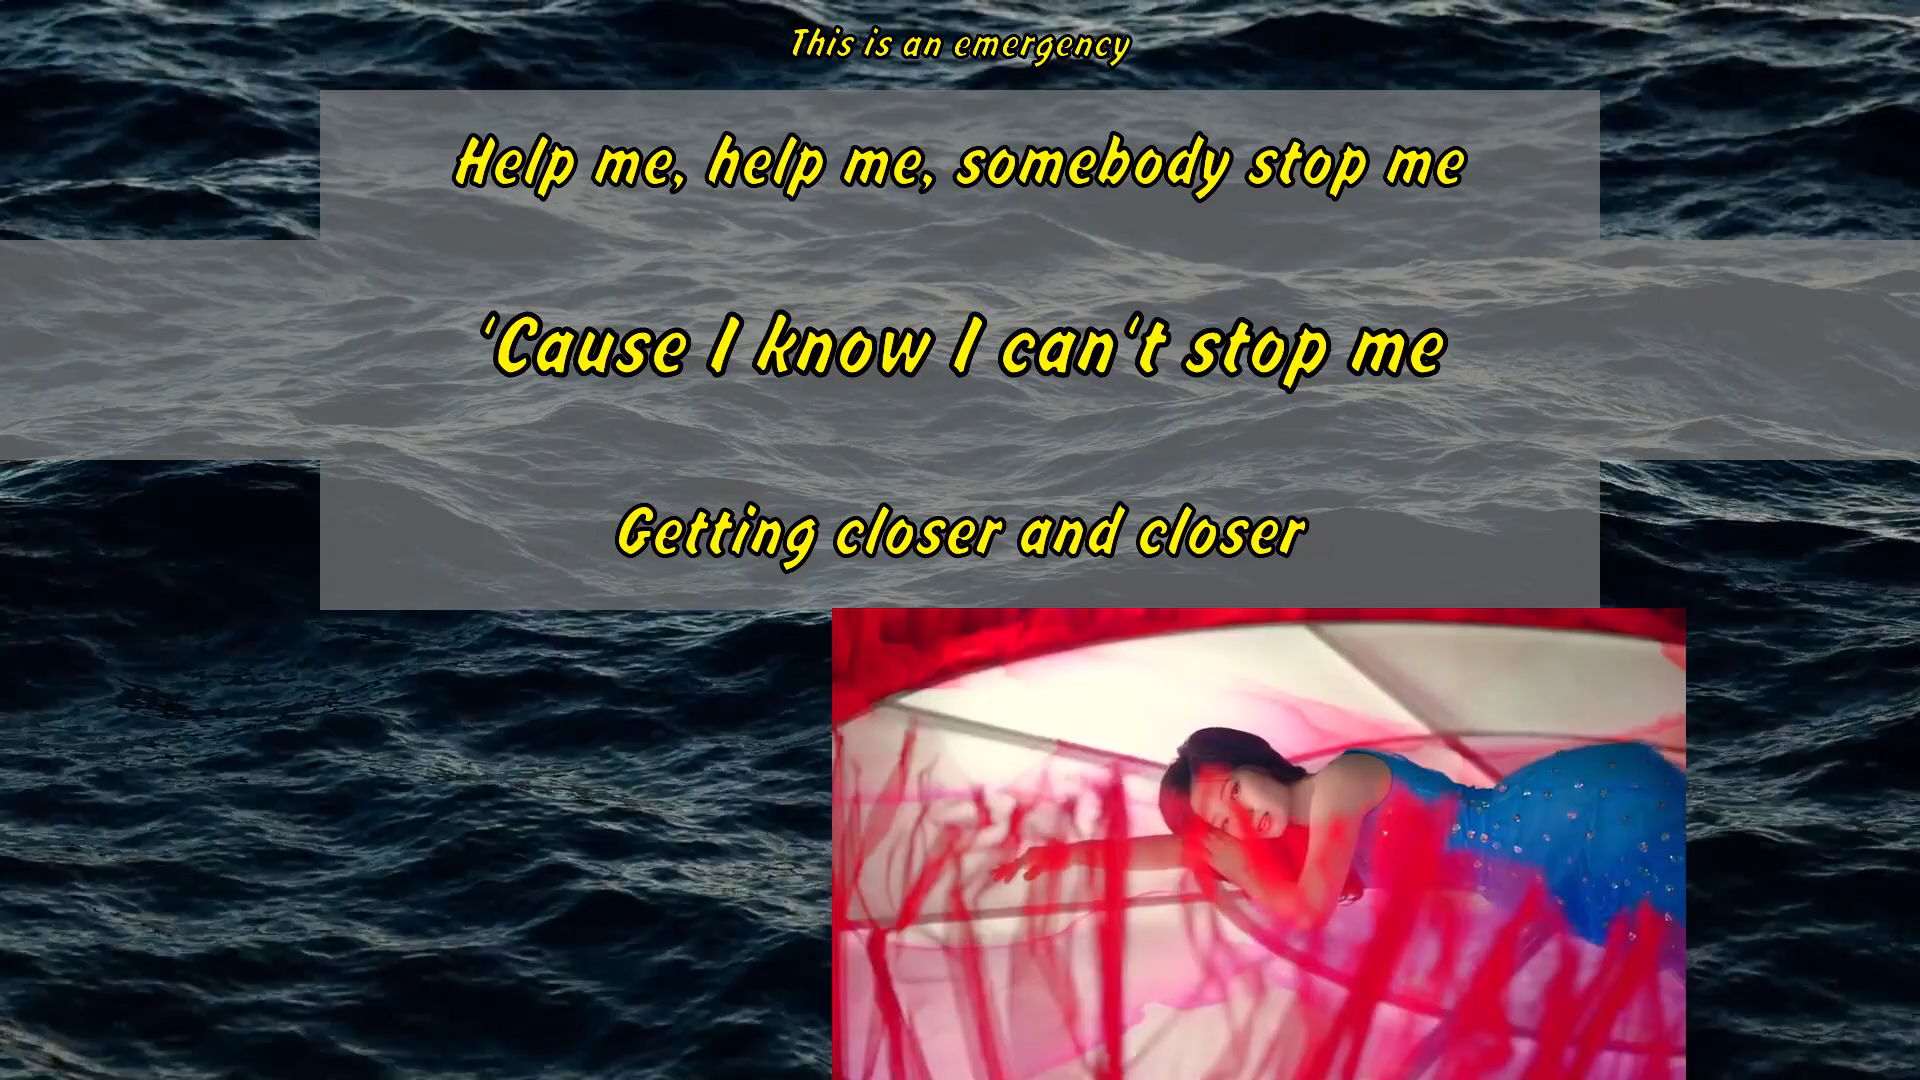 This is an emergency
Help me, help me, somebody stop me
'Cause I know I can't stop me
Getting closer and closer